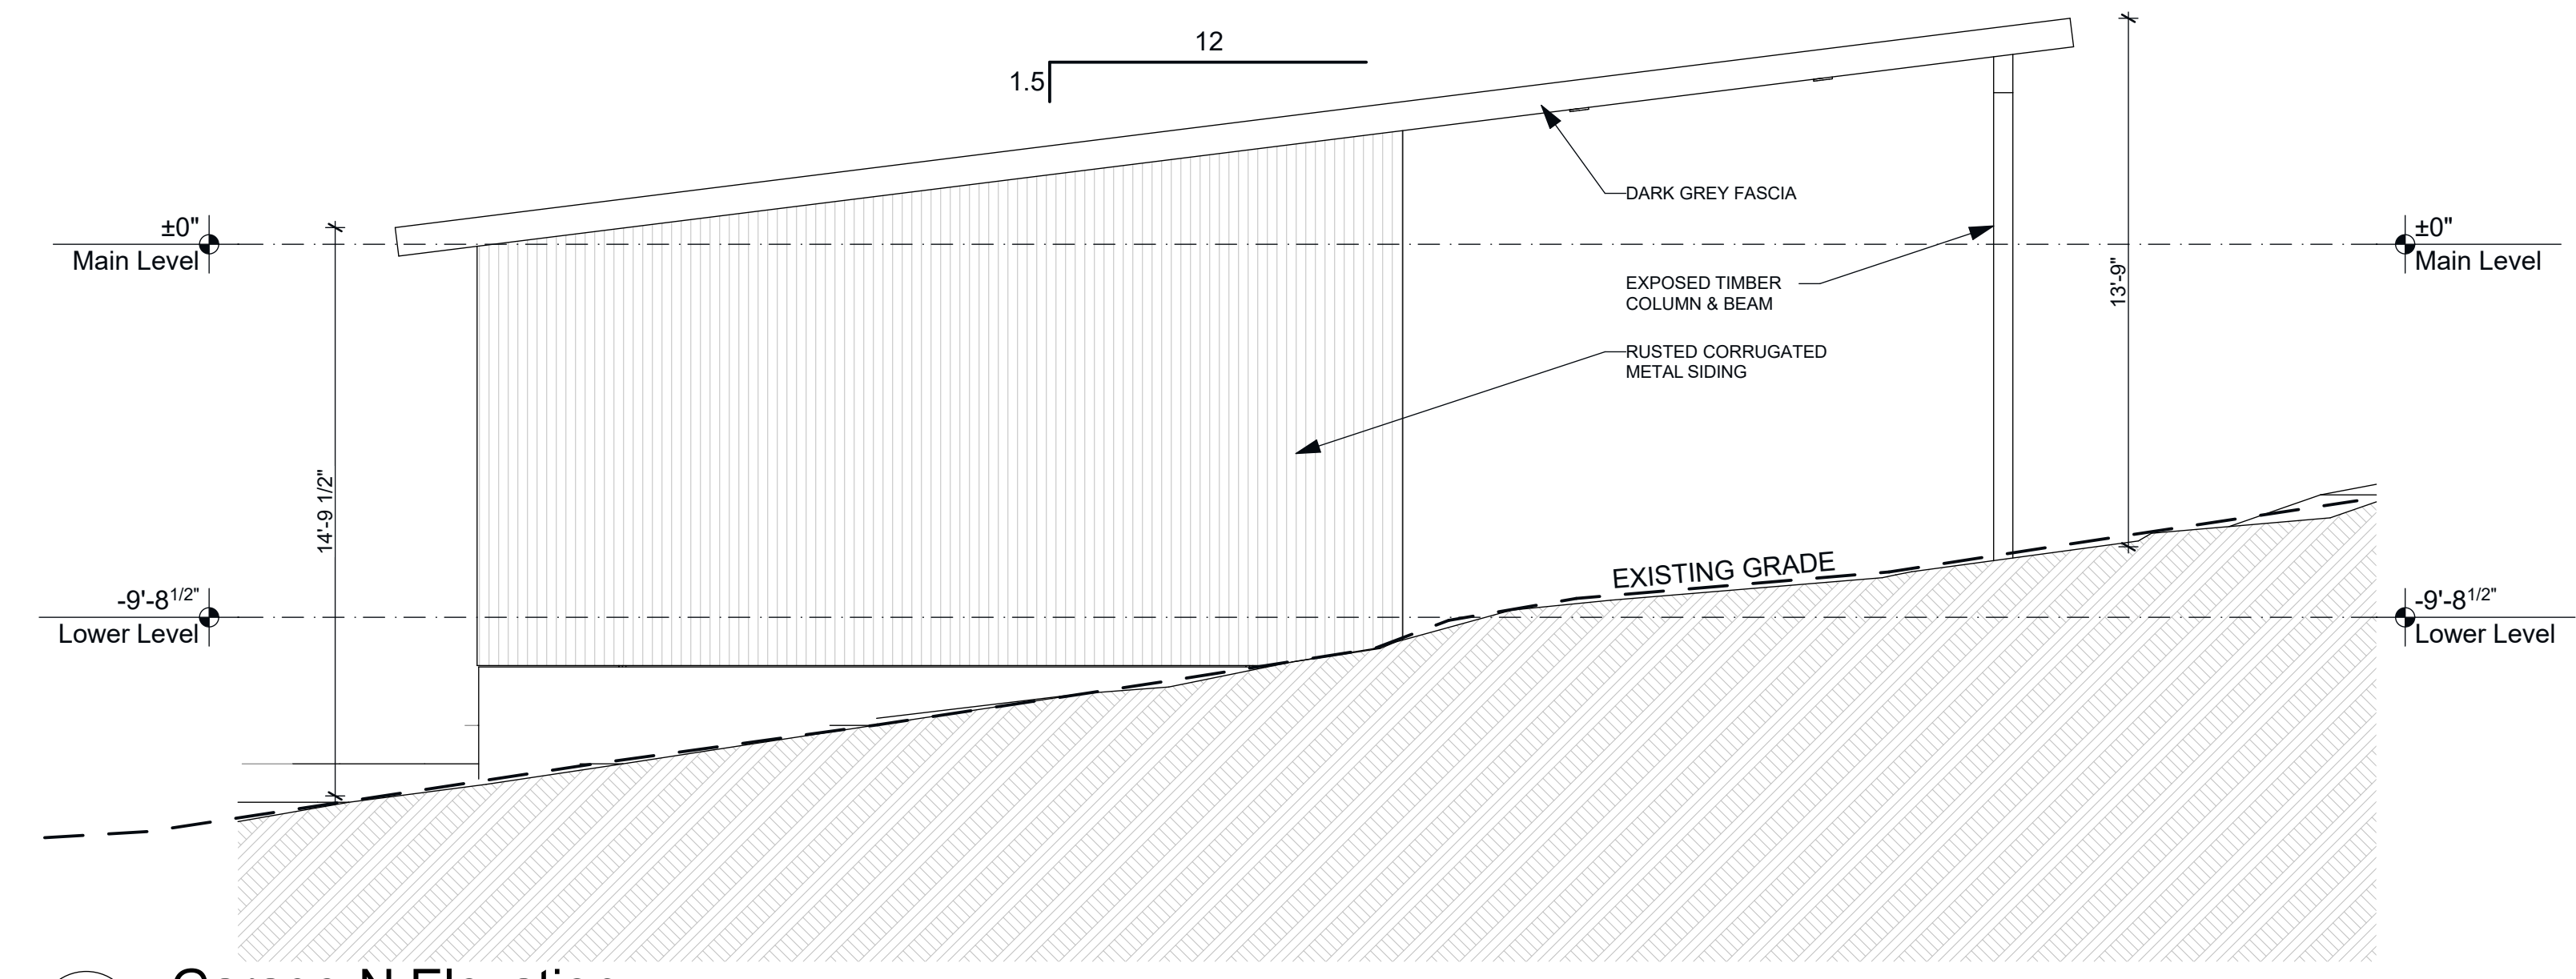 12
1.5
DARK GREY FASCIA
±0"
Main Level
±0"
Main Level
EXPOSED TIMBER
COLUMN & BEAM
13'-9"
RUSTED CORRUGATED
METAL SIDING
14'-9 1/2"
EXISTING GRADE
-9'-8 1/2"
Lower Level
-9'-8 1/2"
Lower Level
Garage N Elevation